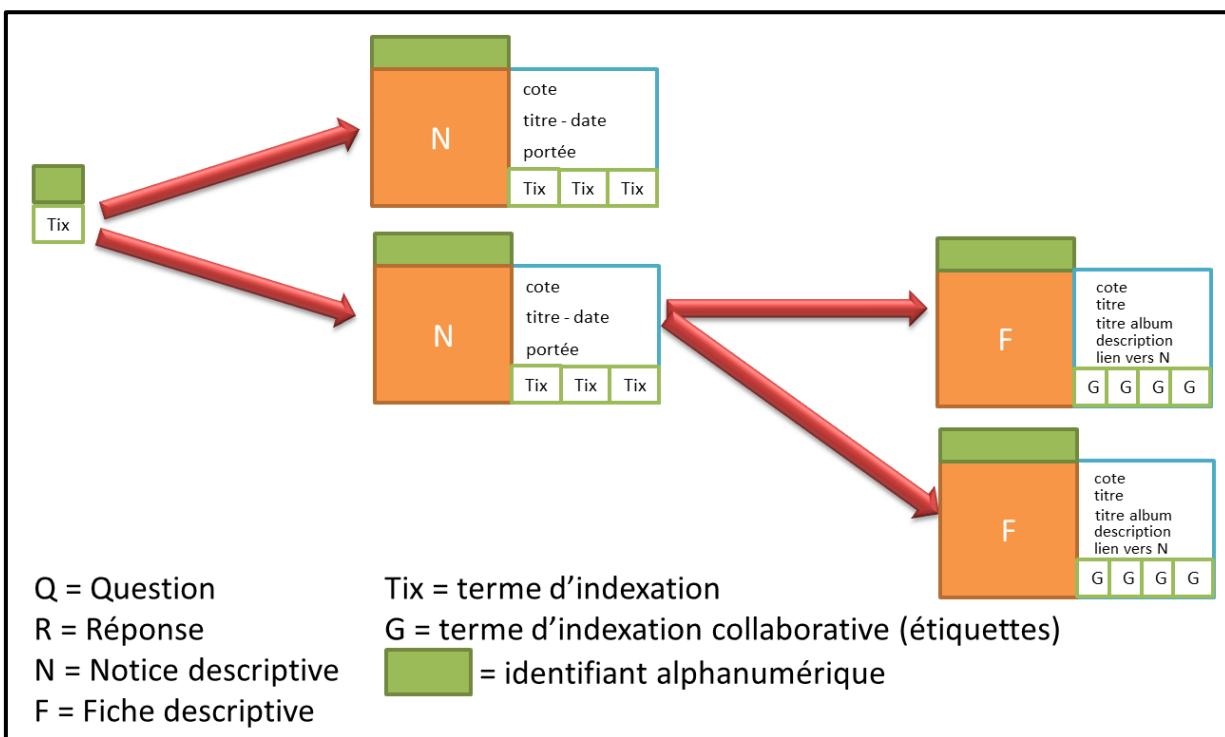 Tix
N
cote
titre - date
portée
Tix Tix Tix
N
cote
titre - date
portée
Tix Tix Tix
F
cote
titre
titre album
description
lien vers N
G G G G
F
cote
titre
titre album
description
lien vers N
G G G G
Q = Question
R = Réponse
N = Notice descriptive
F = Fiche descriptive
Tix = terme d’indexation
G = terme d’indexation collaborative (étiquettes)
= identifiant alphanumérique